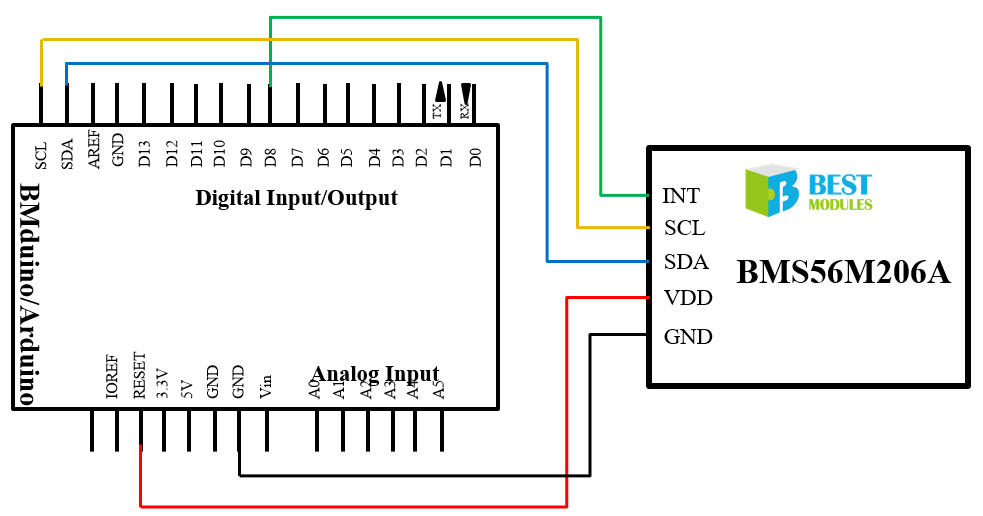 TX
RX
SCL
SDA
AREF
GND
D13
D12
D11
D10
D9
D8
D7
D6
D5
D4
D3
D2
D1
D0
Digital Input/Output
BMduino/Arduino
IOREF
RESET
3.3V
5V
GND
GND
Vin
Analog Input
A0
A1
A2
A3
A4
A5
BEST
MODULES
INT
SCL
SDA
VDD
GND
BMS56M206A